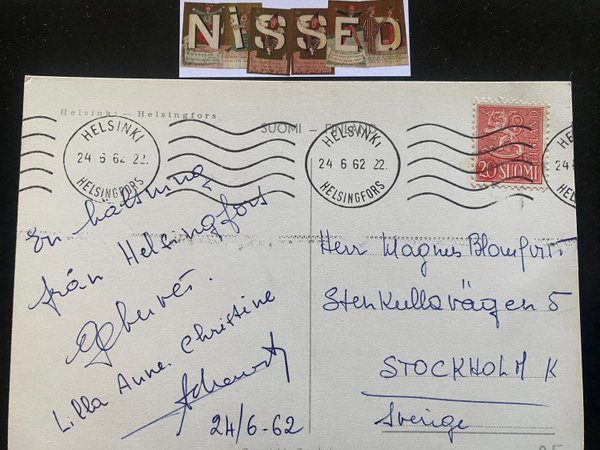 NiSSED
Helsinki – Helsingfors
SUOMI – FINLAND
HELSINKI
24 6 62 22.
HELSINGFORS
HELSINKI
24 6 62 22.
HELSINGFORS
20 SUOMI
En hälsning
från Helsingfors
Lilla Anne. Christine
24/6-62
Herr Magnus Blomqvist
Stenkullavägen 5
STOCKHOLM K
Sverige